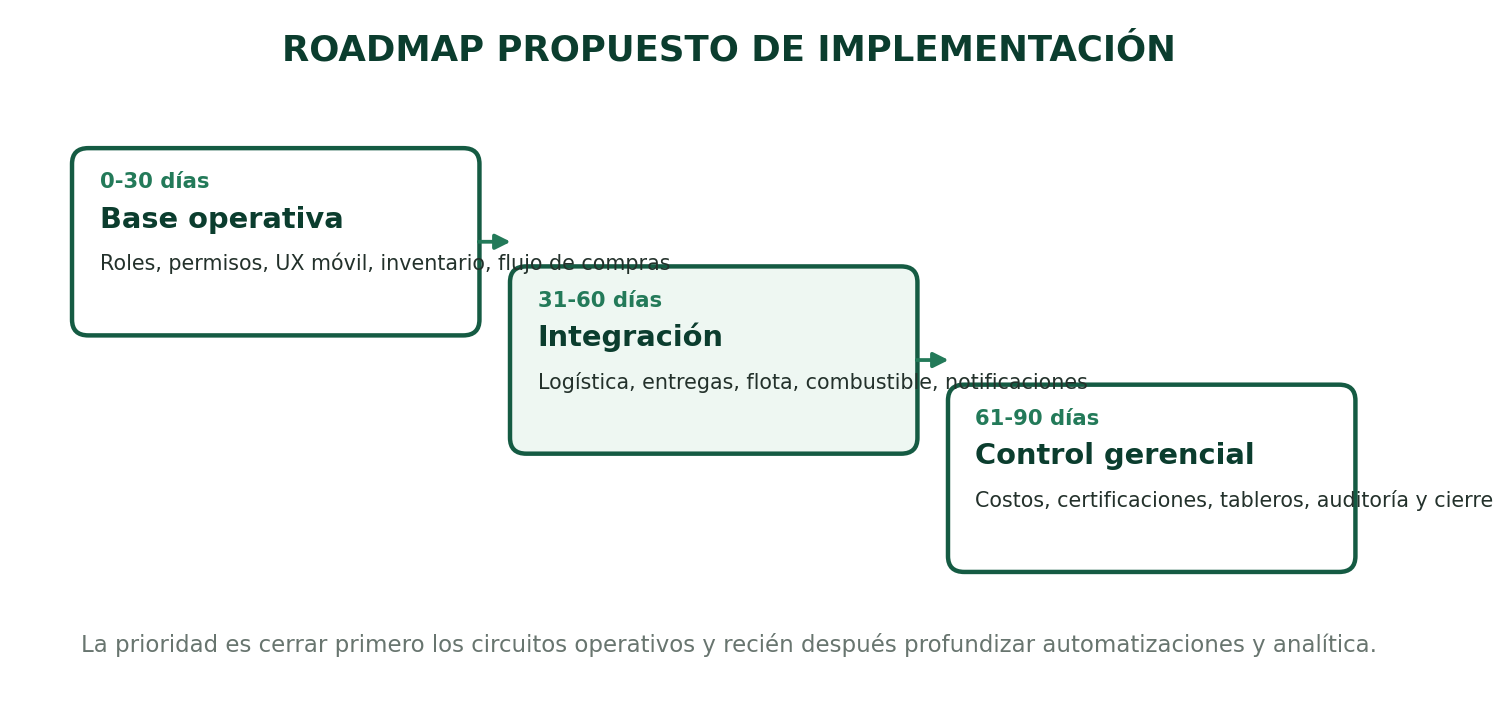 ROADMAP PROPUESTO DE IMPLEMENTACIÓN
0-30 días
Base operativa
Roles, permisos, UX móvil, inventario, flujo de compras
31-60 días
Integración
Logística, entregas, flota, combustible, notificaciones
61-90 días
Control gerencial
Costos, certificaciones, tableros, auditoría y cierre
La prioridad es cerrar primero los circuitos operativos y recién después profundizar automatizaciones y analítica.